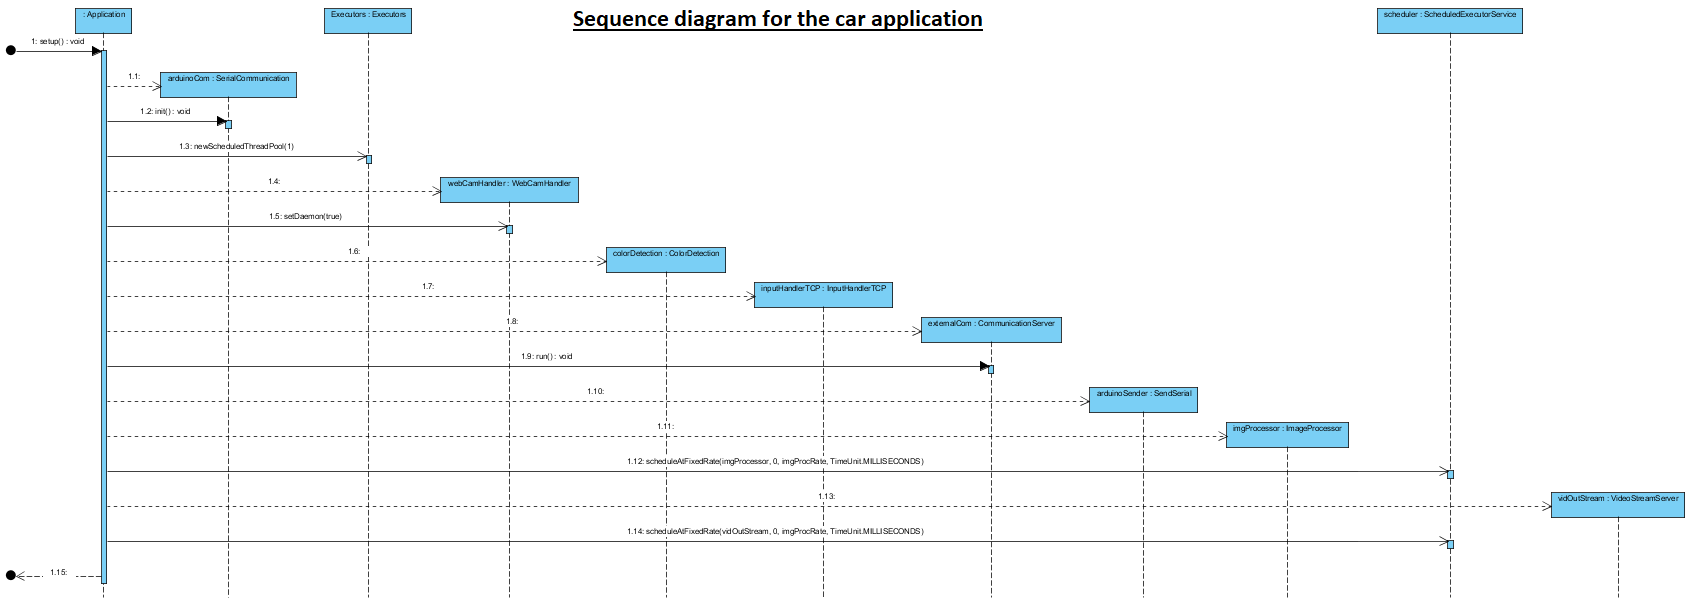 : Application
Executors : Executors
Sequence diagram for the car application
scheduler : ScheduledExecutorService
1: setup() : void
1.1:
arduinoCom : SerialCommunication
1.2: init() : void
1.3: newScheduledThreadPool(1)
1.4:
webCamHandler : WebCamHandler
1.5: setDaemon(true)
1.6:
colorDetection : ColorDetection
1.7:
inputHandlerTCP : InputHandlerTCP
1.8:
externalCom : CommunicationServer
1.9: run() : void
1.10:
arduinoSender : SendSerial
1.11:
imgProcessor : ImageProcessor
1.12: scheduleAtFixedRate(imgProcessor, 0, imgProcRate, TimeUnit.MILLISECONDS)
1.13:
vidOutStream : VideoStreamServer
1.14: scheduleAtFixedRate(vidOutStream, 0, imgProcRate, TimeUnit.MILLISECONDS)
1.15: